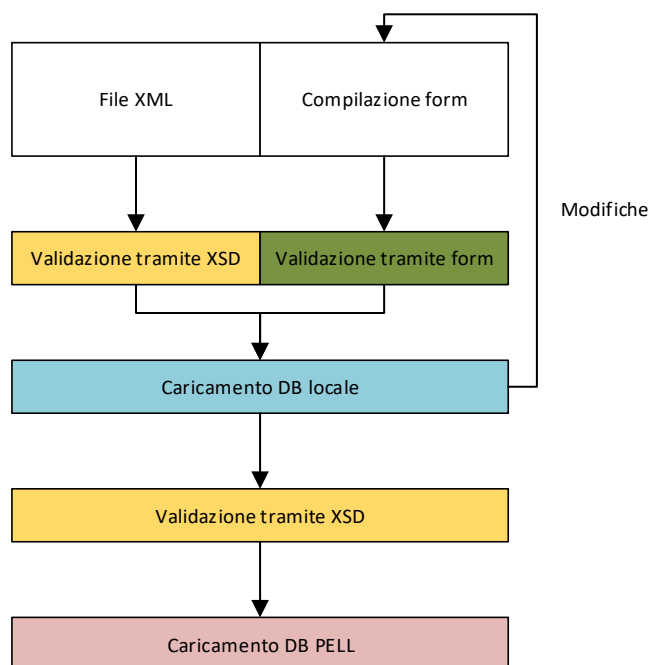 File XML
Compilazione form
Modifiche
Validazione tramite XSD
Validazione tramite form
Caricamento DB locale
Validazione tramite XSD
Caricamento DB PELL